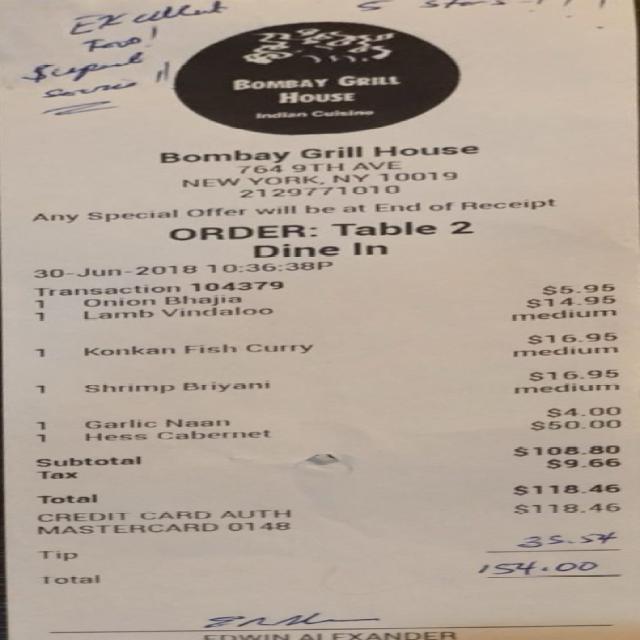 Excellent 5 Stars!!!
Food!
Superb
service!!
BOMBAY GRILL
HOUSE
Indian Cuisine
Bombay Grill House
764 9TH AVE
NEW YORK, NY 10019
2129771010
Any Special Offer will be at End of Receipt
ORDER: Table 2
Dine In
30-Jun-2018 10:36:38P
Transaction 104379
1 Onion Bhajia $5.95
1 Lamb Vindaloo $14.95
medium
1 Konkan Fish Curry $16.95
medium
1 Shrimp Briyani $16.95
medium
1 Garlic Naan $4.00
1 Hess Cabernet $50.00
Subtotal $108.80
Tax $9.66
Total $118.46
CREDIT CARD AUTH $118.46
MASTERCARD 0148
Tip 35.54
Total 154.00
EDWIN ALEXANDER